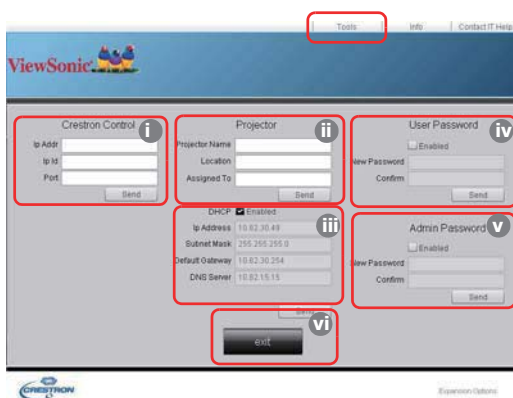 Tools
Info
Contact IT Help
ViewSonic
Crestron Control
i
Ip Addr
Ip Id
Port
Send
Projector
ii
Projector Name
Location
Assigned To
Send
DHCP Enabled
iii
Ip Address 10.82.30.49
Subnet Mask 255.255.255.0
Default Gateway 10.82.30.254
DNS Server 10.82.15.15
Send
User Password
iv
Enabled
New Password
Confirm
Send
Admin Password
v
Enabled
New Password
Confirm
Send
vi
exit
CRESTRON
Expansion Options